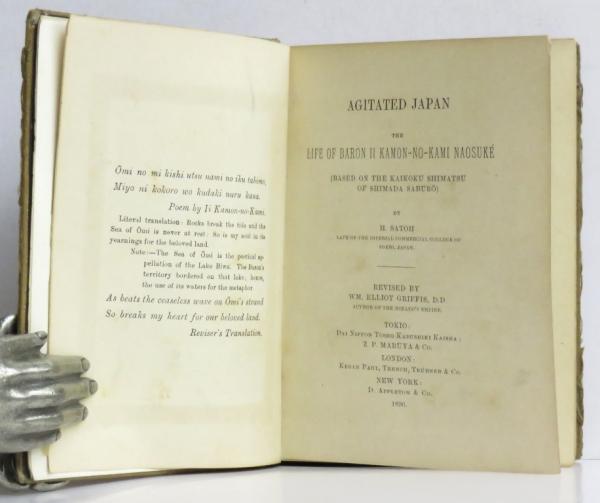 Ōmi no mi kishi utsu nami no iku tabimo,
Miyo ni kokoro wo kudaki nuru kana.
Poem by Ii Kamon-no-Kami.
Literal translation: Rocks break the tide and the
Sea of Ōmi is never at rest: So is my soul in its
yearnings for the beloved land.
Note:—The Sea of Ōmi is the poetical ap-
pellation of the Lake Biwa. The Baron's
territory bordered on that lake, hence,
the use of its waters for the metaphor.
As beats the ceaseless wave on Ōmi's strand
So breaks my heart for our beloved land.
Reviser's Translation.
AGITATED JAPAN
THE
LIFE OF BARON II KAMON-NO-KAMI NAOSUKÉ
(BASED ON THE KAIKOKU SHIMATSU
OF SHIMADA SABURŌ)
BY
H. SATOH
LATE OF THE IMPERIAL COMMERCIAL COLLEGE OF
TOKYO, JAPAN.
REVISED BY
WM. ELLIOT GRIFFIS, D.D
AUTHOR OF THE MIKADO'S EMPIRE.
TOKIO:
DAI NIPPON TOSHO KABUSHIKI KAISHA:
Z. P. MARUYA & CO.
LONDON:
KEGAN PAUL, TRENCH, TRÜBNER & CO.
NEW YORK:
D. APPLETON & CO.
1896.